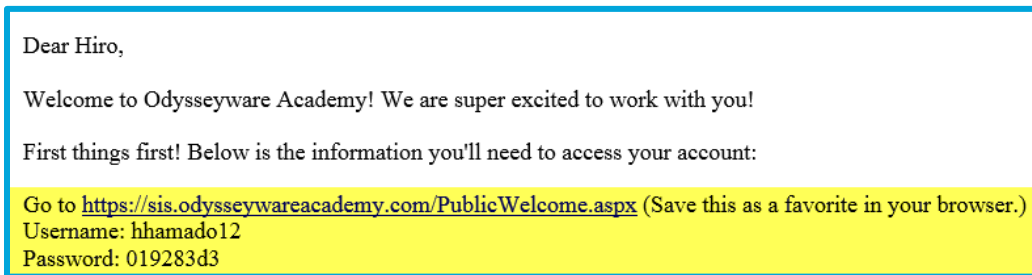 Dear Hiro,
Welcome to Odysseyware Academy! We are super excited to work with you!
First things first! Below is the information you'll need to access your account:
Go to https://sis.odysseywareacademy.com/PublicWelcome.aspx (Save this as a favorite in your browser.)
Username: hhamado12
Password: 019283d3